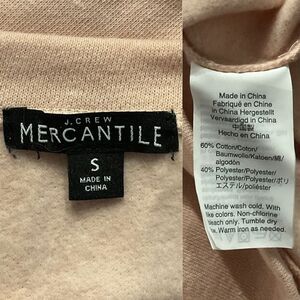 J.CREW
MERCANTILE
S
MADE IN
CHINA
Made in China
Fabriqué en Chine
In China Hergestellt
Vervaardigd in China
中国製
Hecho en China
60% Cotton/Coton/
Baumwolle/Katoen/綿/
algodón
40% Polyester/Polyester/
Polyester/Polyester/ポリ
エステル/poliéster
Machine wash cold. With
like colors. Non-chlorine
bleach only. Tumble dry
low. Warm iron as needed.